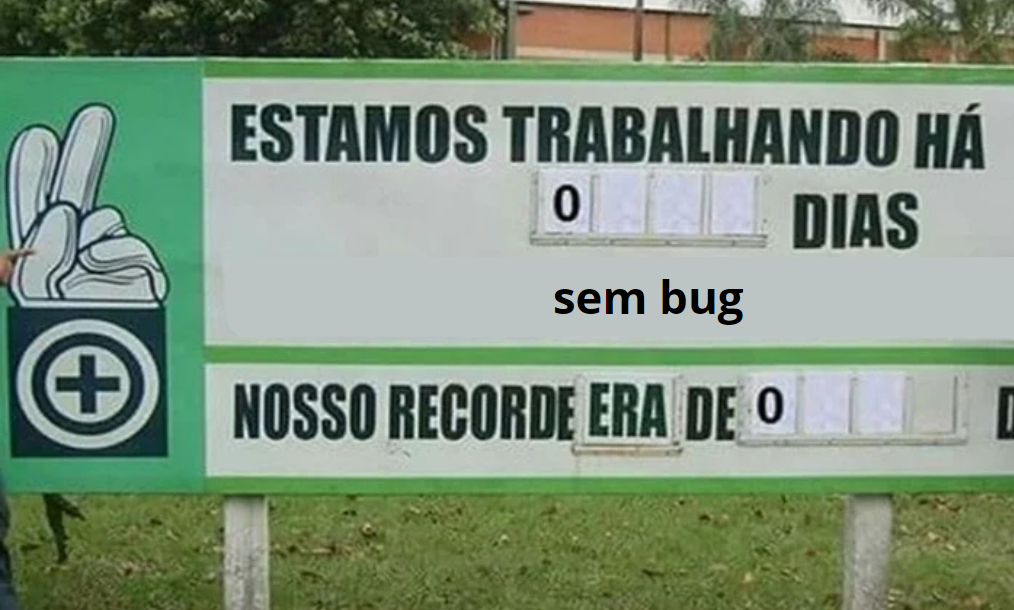 ESTAMOS TRABALHANDO HÁ
0 DIAS
sem bug
NOSSO RECORDE ERA DE 0